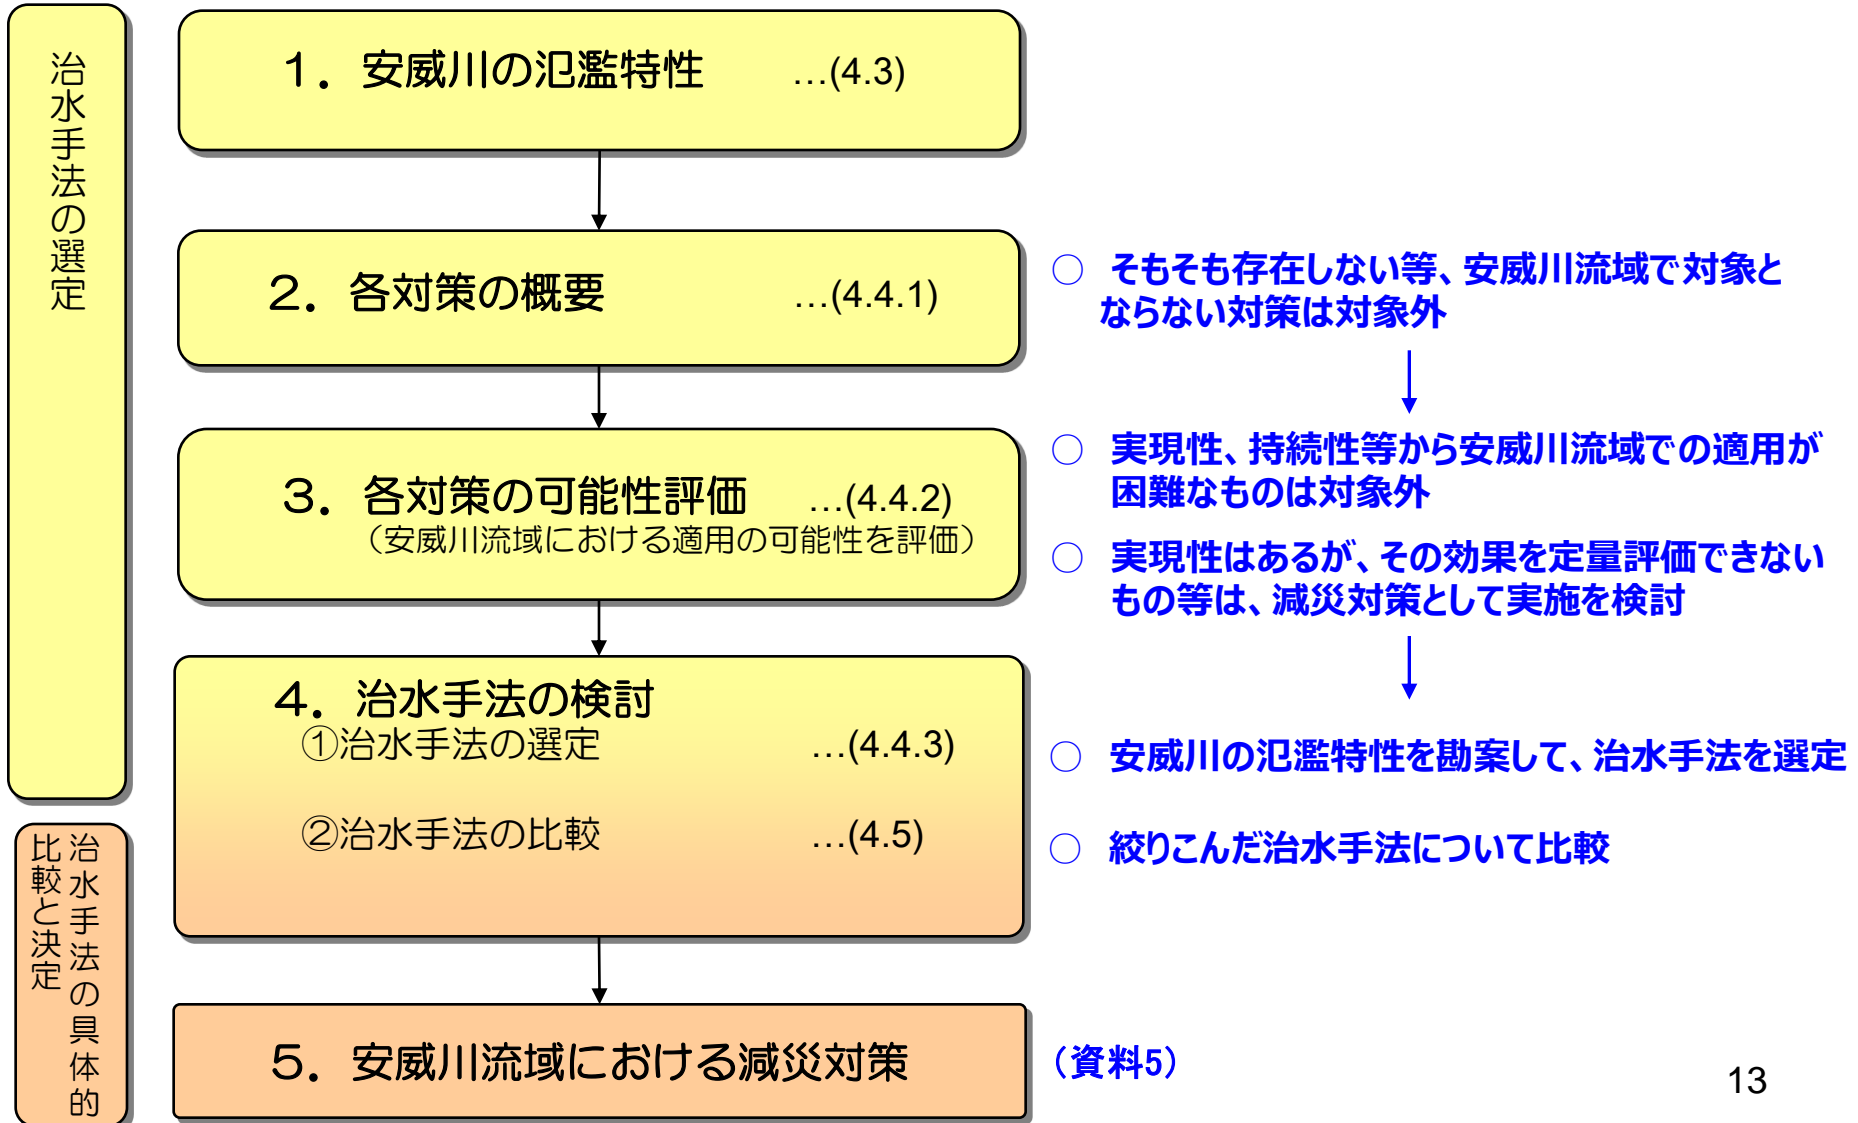 治水手法の選定
１．安威川の氾濫特性 …(4.3)
２．各対策の概要 …(4.4.1)
○ そもそも存在しない等、安威川流域で対象と
ならない対策は対象外
３．各対策の可能性評価 …(4.4.2)
（安威川流域における適用の可能性を評価）
○ 実現性、持続性等から安威川流域での適用が
困難なものは対象外
○ 実現性はあるが、その効果を定量評価できない
もの等は、減災対策として実施を検討
４．治水手法の検討
①治水手法の選定 …(4.4.3)
○ 安威川の氾濫特性を勘案して、治水手法を選定
②治水手法の比較 …(4.5)
○ 絞りこんだ治水手法について比較
治水手法の具体的
比較と決定
５．安威川流域における減災対策
（資料5）
13